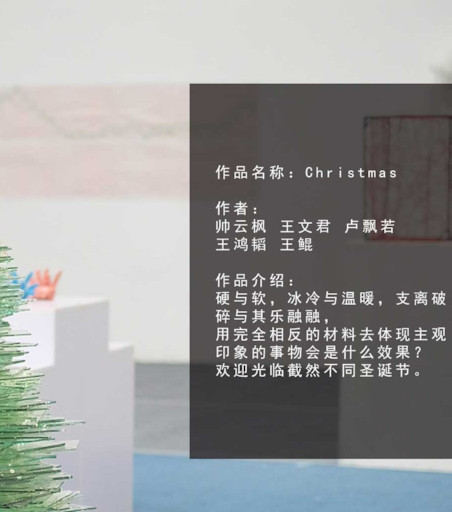 作品名称：Christmas
作者：
帅云枫 王文君 卢飘若
王鸿韬 王鲲
作品介绍：
硬与软，冰冷与温暖，支离破
碎与其乐融融，
用完全相反的材料去体现主观
印象的事物会是什么效果？
欢迎光临截然不同圣诞节。